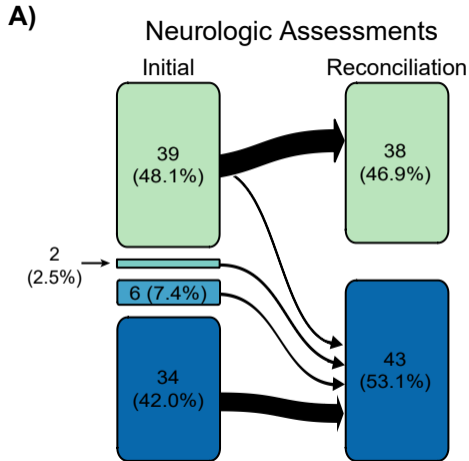 A)
Neurologic Assessments
Initial
Reconciliation
39
(48.1%)
38
(46.9%)
2
(2.5%)
6 (7.4%)
34
(42.0%)
43
(53.1%)